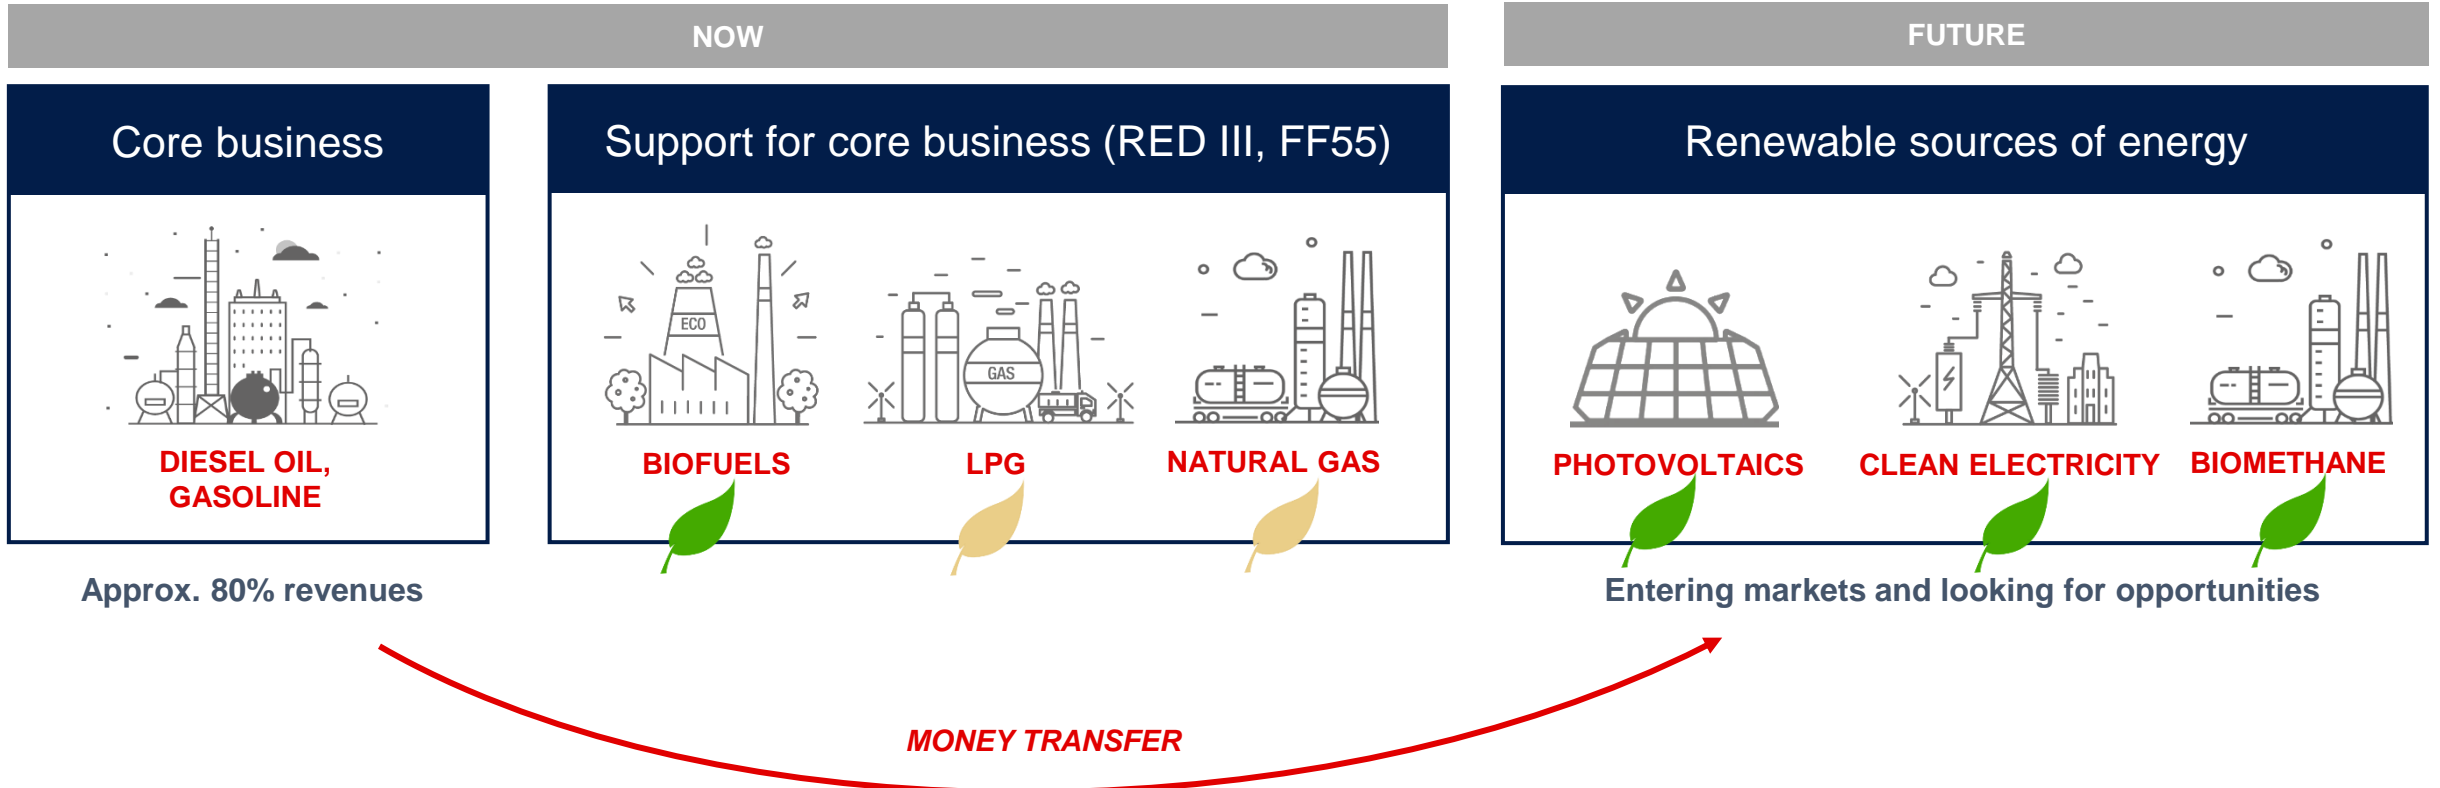 NOW
FUTURE
Core business
Support for core business (RED III, FF55)
Renewable sources of energy
ECO
GAS
DIESEL OIL,
GASOLINE
BIOFUELS
LPG
NATURAL GAS
PHOTOVOLTAICS
CLEAN ELECTRICITY
BIOMETHANE
Approx. 80% revenues
Entering markets and looking for opportunities
MONEY TRANSFER